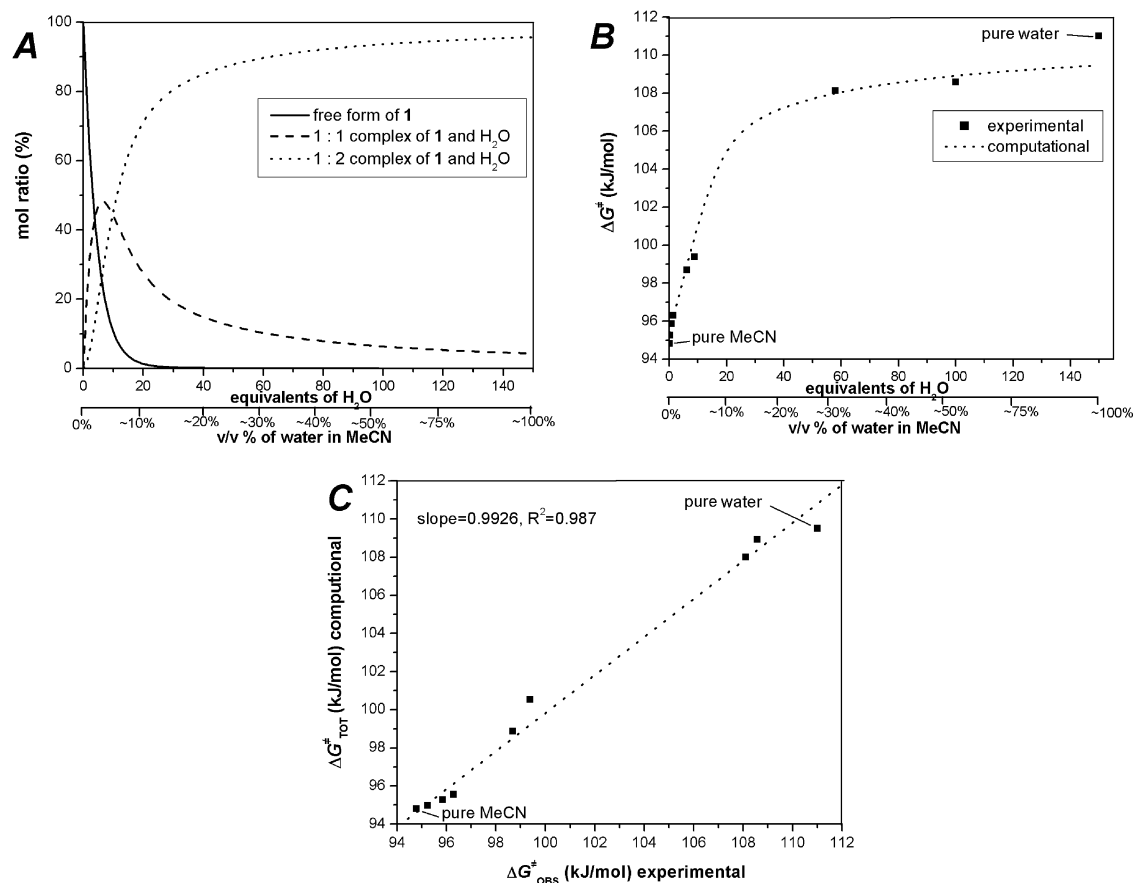 A
100
80
60
40
20
0
mol ratio (%)
free form of 1
1 : 1 complex of 1 and H2O
1 : 2 complex of 1 and H2O
0 20 40 60 80 100 120 140
equivalents of H2O
0% ~10% ~20% ~30% ~40% ~50% ~75% ~100%
v/v % of water in MeCN
B
112
110
108
106
104
102
100
98
96
94
ΔG≠ (kJ/mol)
pure water
experimental
computational
pure MeCN
0 20 40 60 80 100 120 140
equivalents of H2O
0% ~10% ~20% ~30% ~40% ~50% ~75% ~100%
v/v % of water in MeCN
C
112
110
108
106
104
102
100
98
96
94
ΔG≠TOT (kJ/mol) computional
slope=0.9926, R2=0.987
pure water
pure MeCN
94 96 98 100 102 104 106 108 110 112
ΔG≠OBS (kJ/mol) experimental